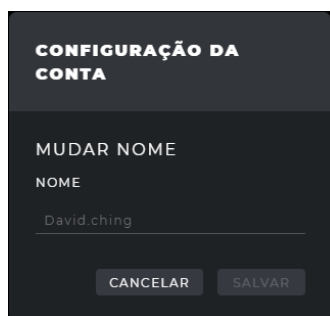 CONFIGURAÇÃO DA
CONTA
MUDAR NOME
NOME
David.ching
CANCELAR SALVAR